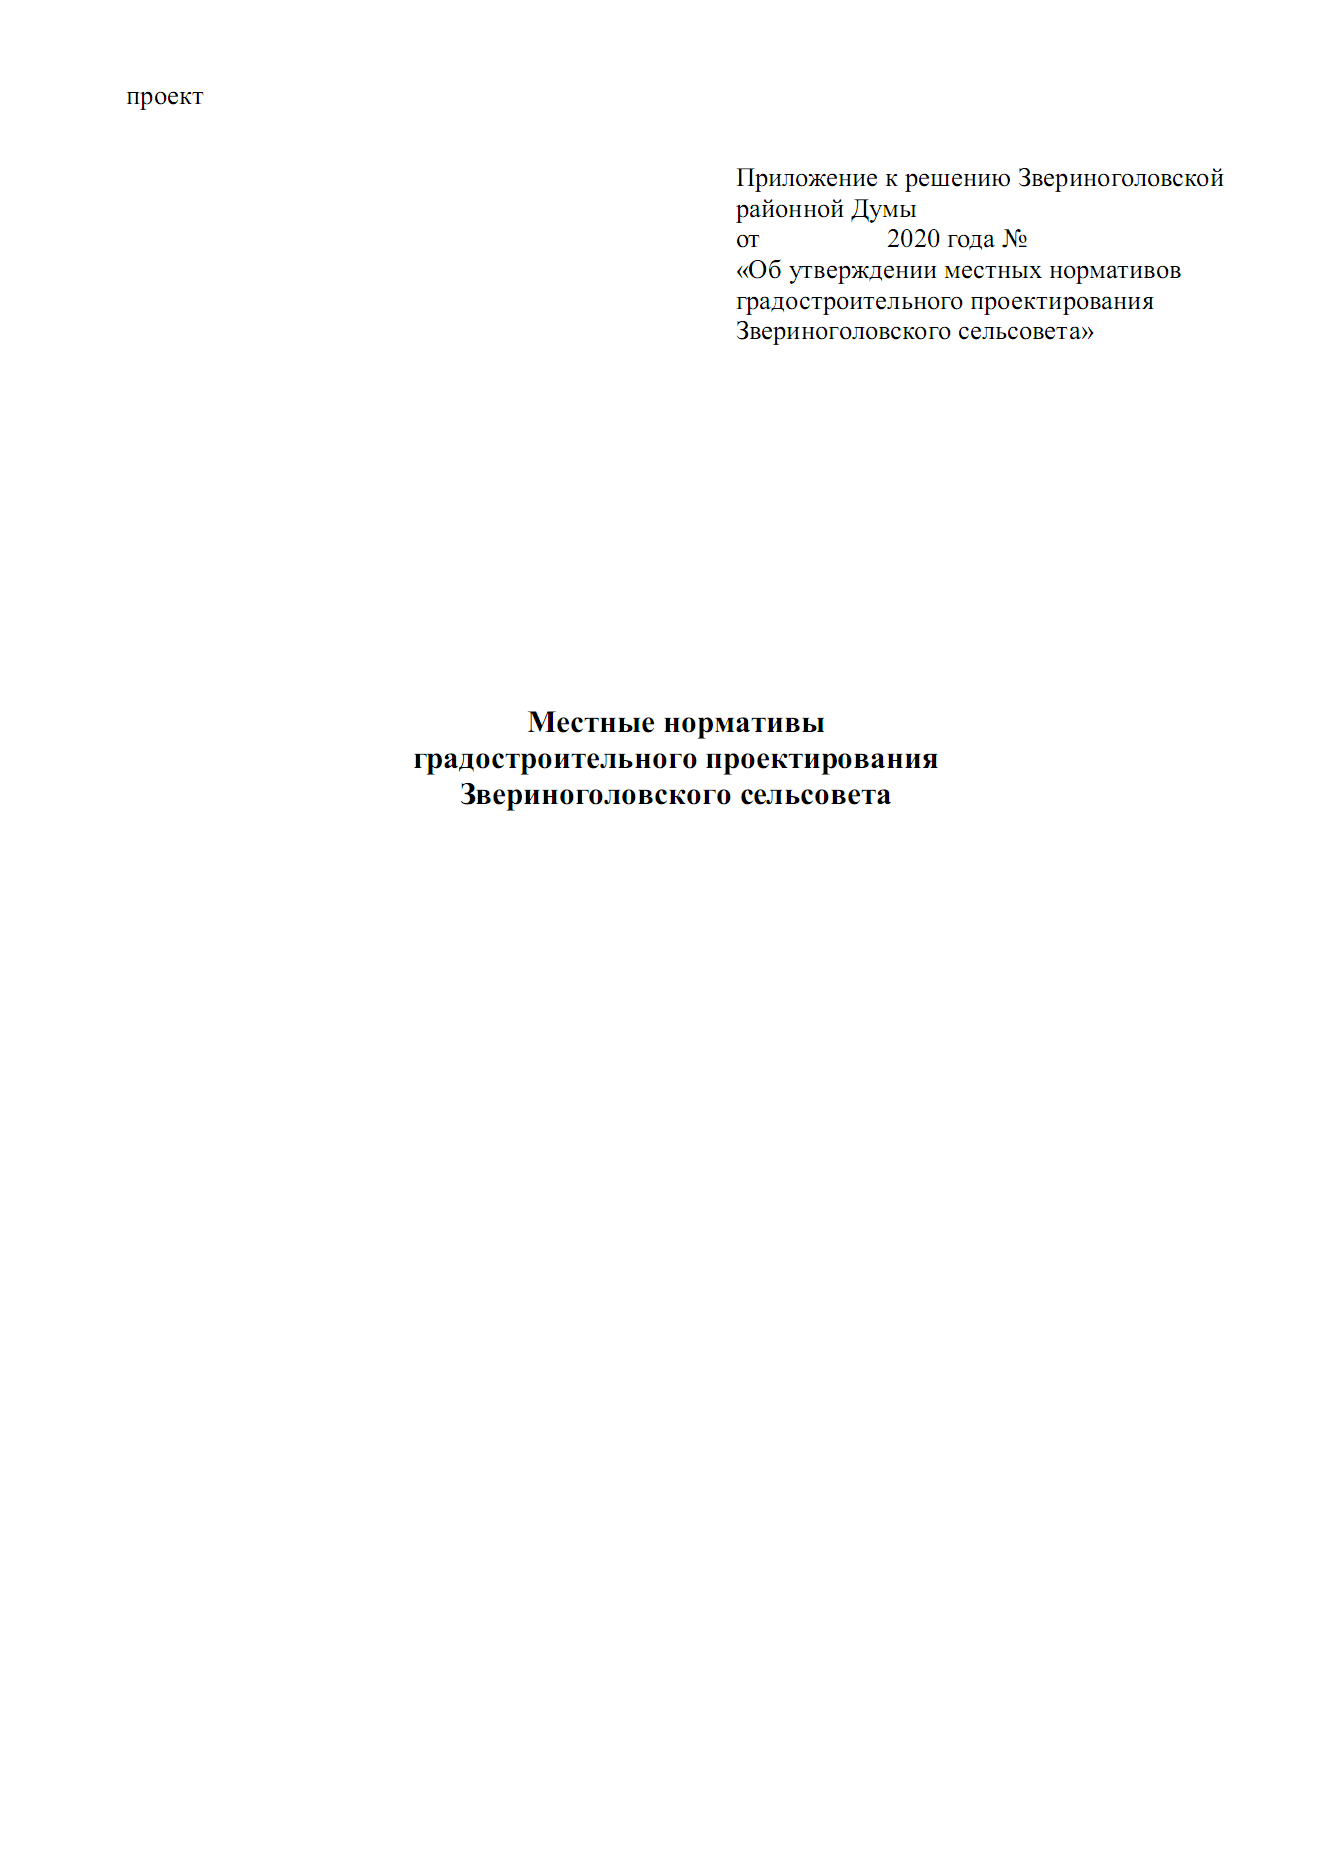 проект
Приложение к решению Звериноголовской
районной Думы
от 2020 года №
«Об утверждении местных нормативов
градостроительного проектирования
Звериноголовского сельсовета»
Местные нормативы
градостроительного проектирования
Звериноголовского сельсовета